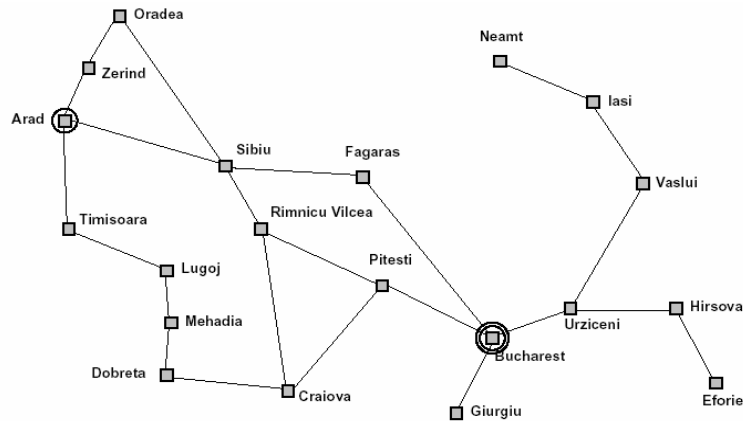 Oradea
Neamt
Zerind
Iasi
Arad
Sibiu
Fagaras
Vaslui
Timisoara
Rimnicu Vilcea
Pitesti
Lugoj
Hirsova
Mehadia
Urziceni
Bucharest
Dobreta
Craiova
Eforie
Giurgiu